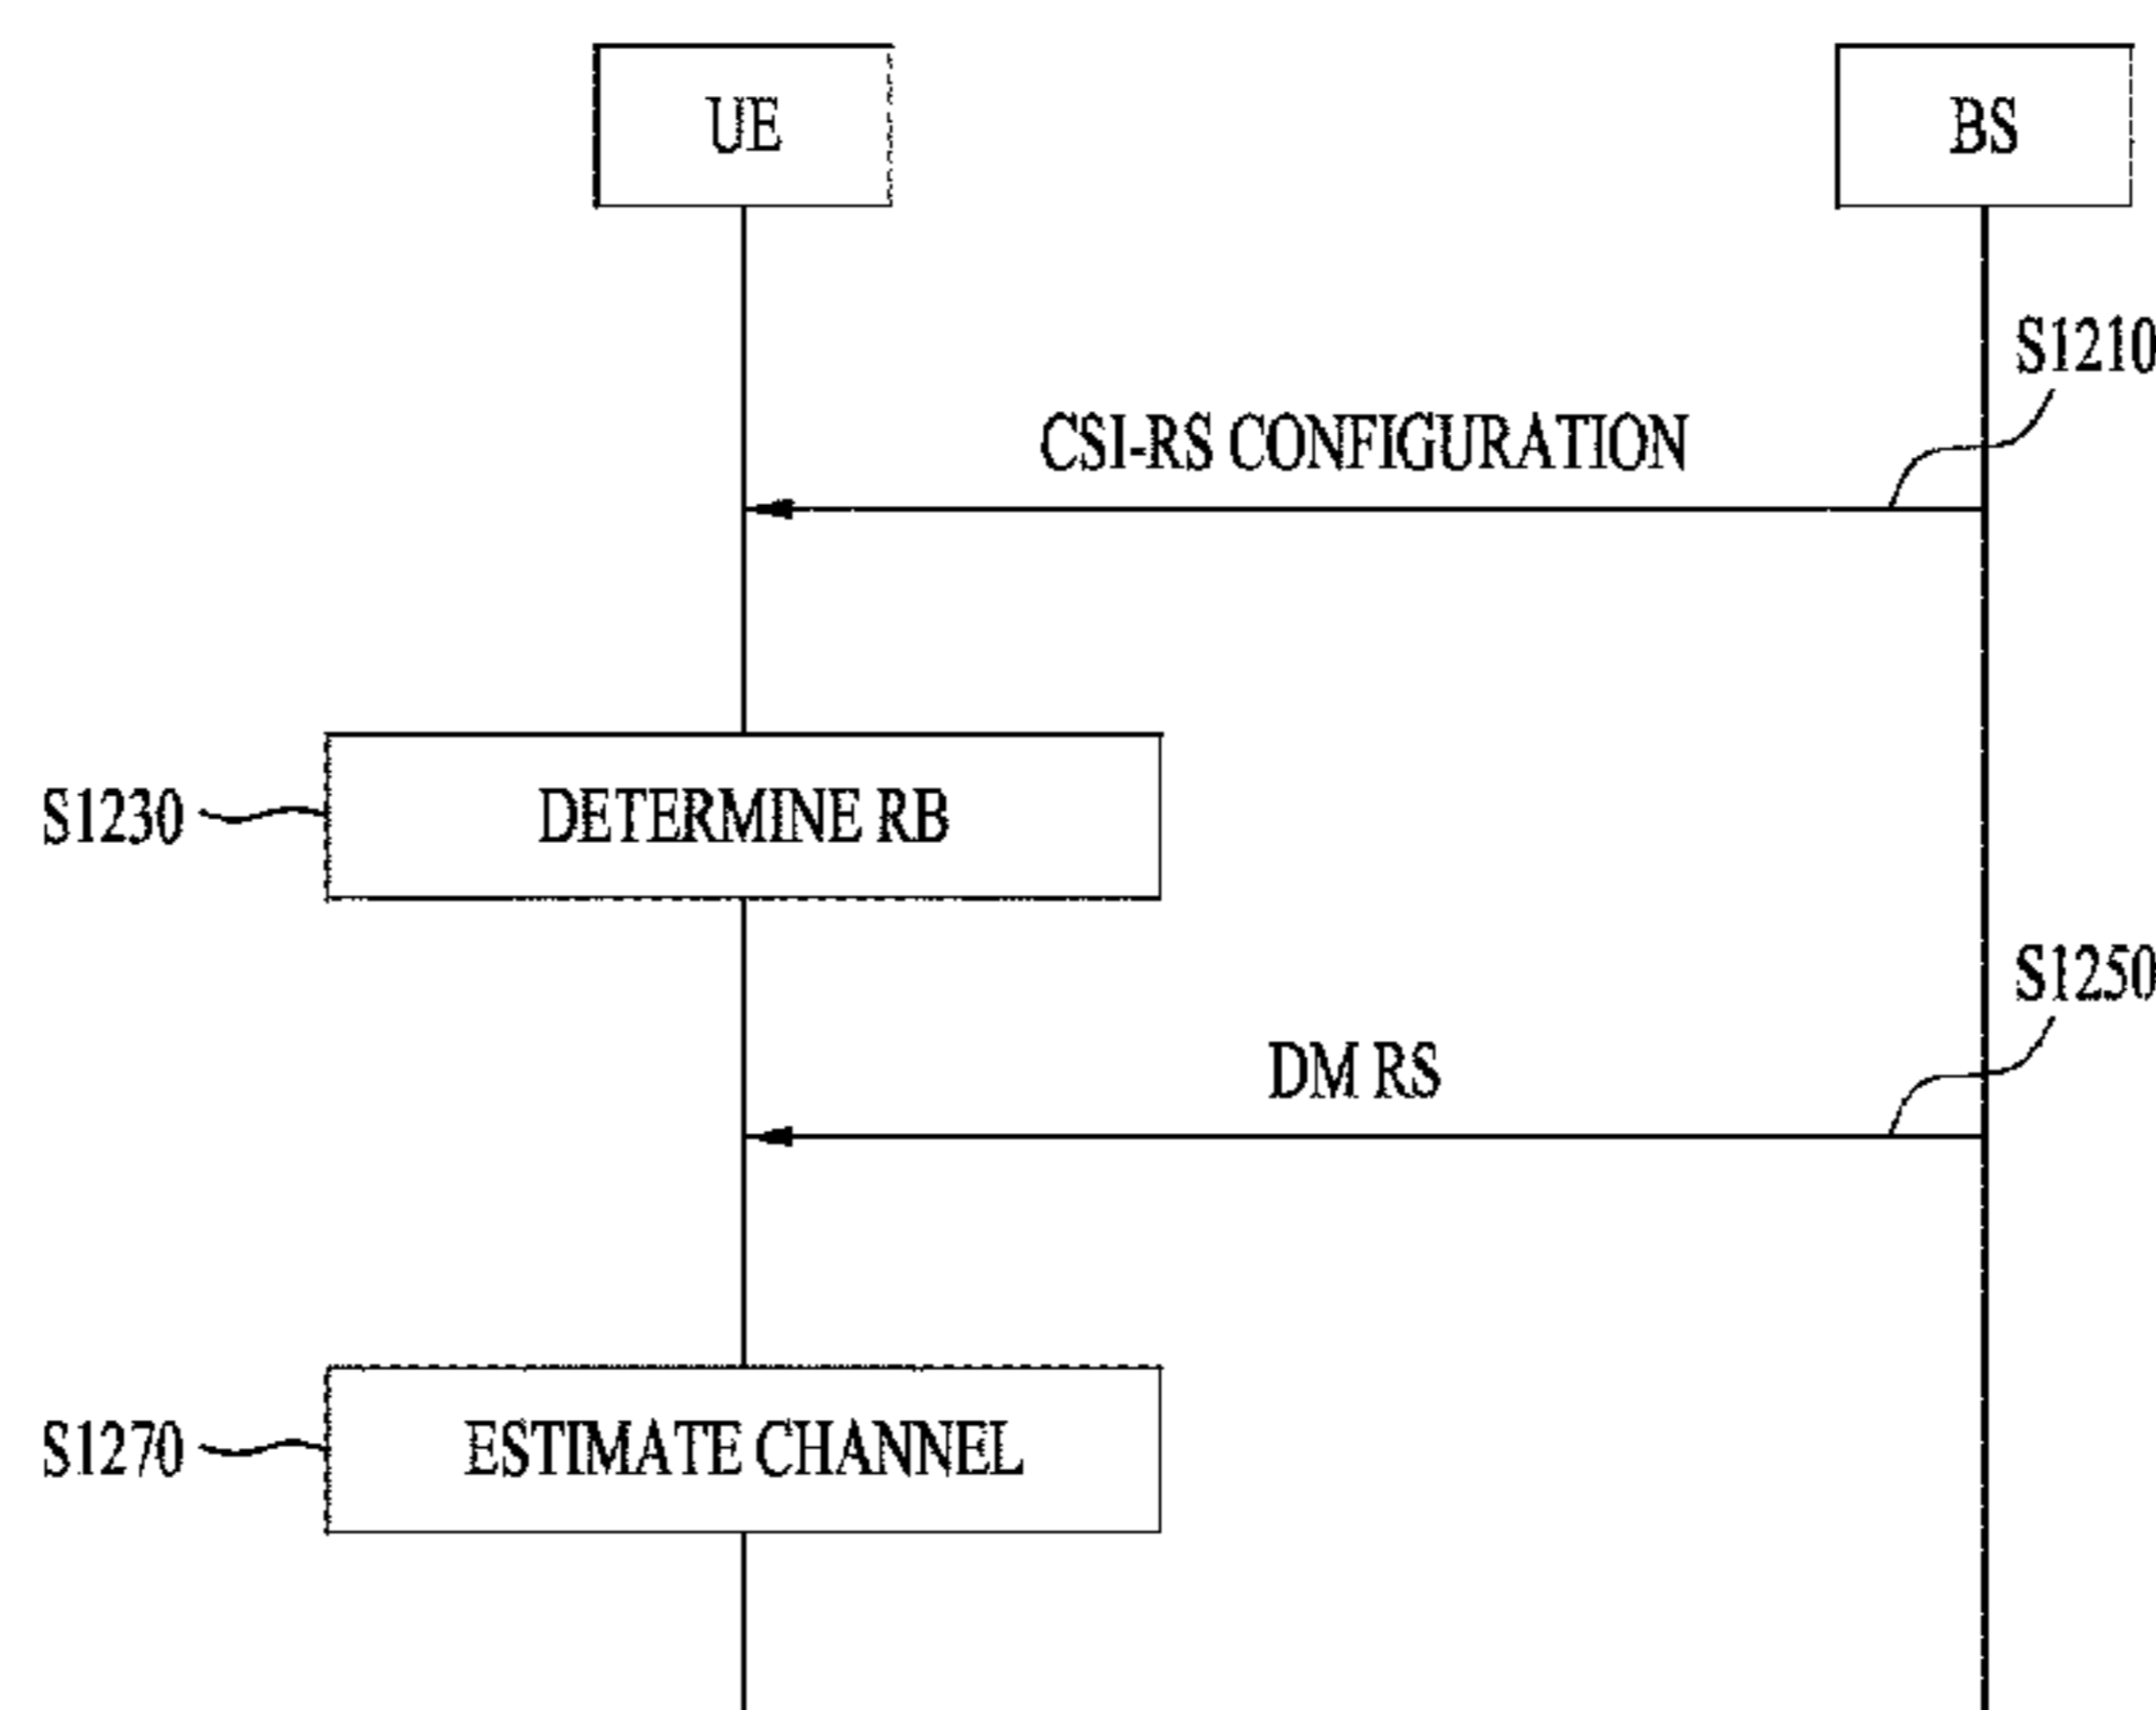 UE
BS
S1210
CSI-RS CONFIGURATION
S1230
DETERMINE RB
S1250
DM RS
S1270
ESTIMATE CHANNEL